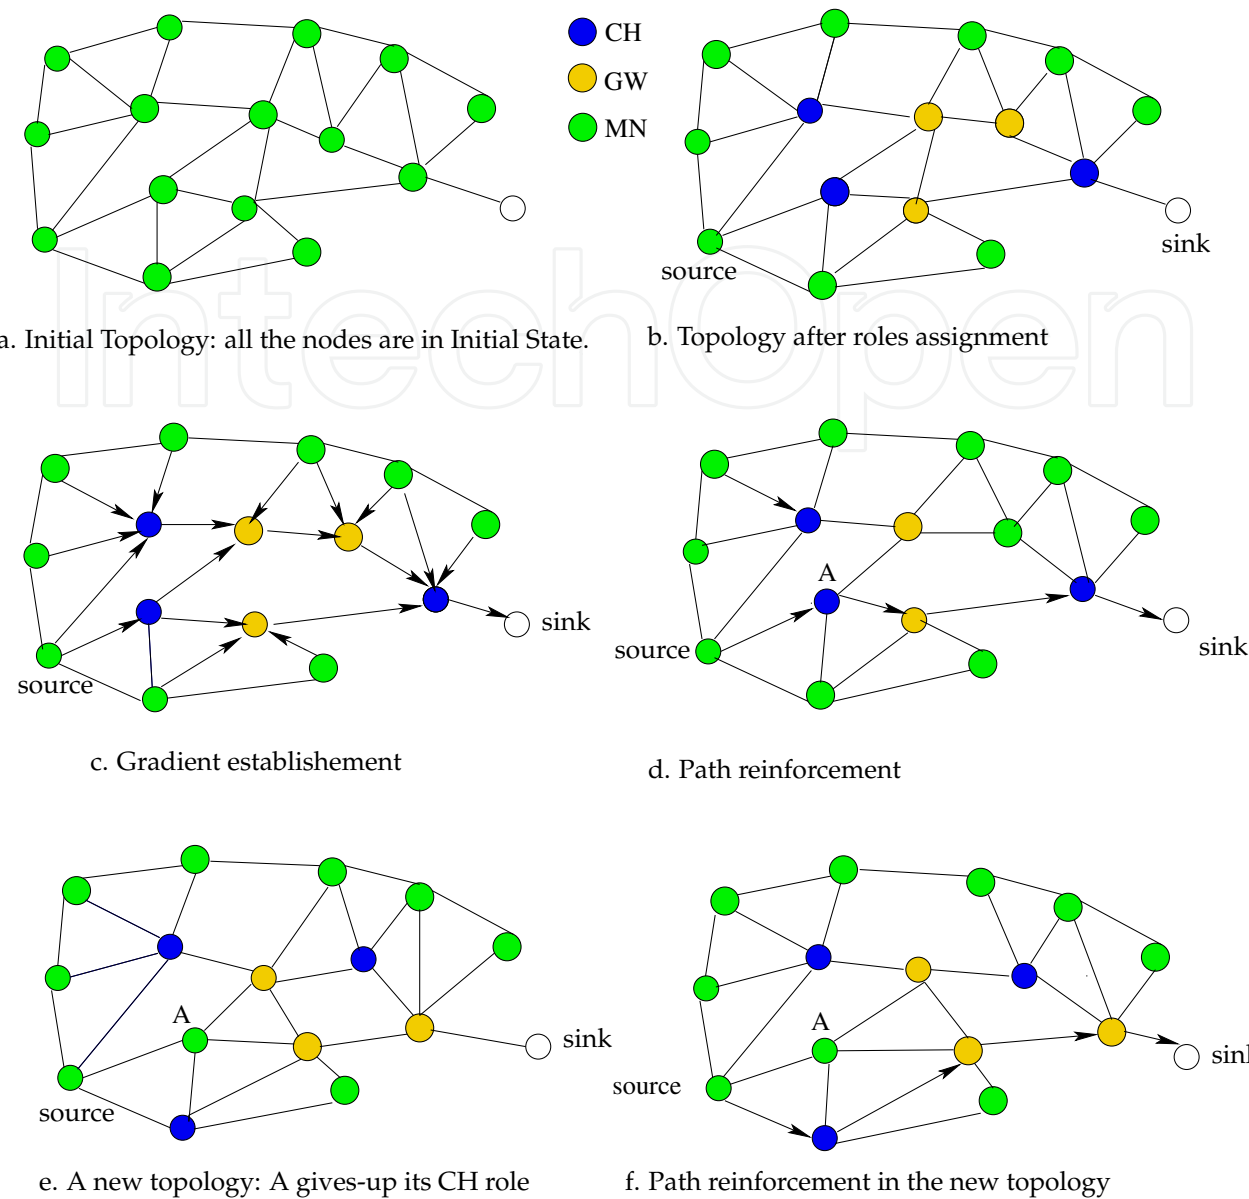 CH
GW
MN
sink
source
IntechOpen
a. Initial Topology: all the nodes are in Initial State.
b. Topology after roles assignment
sink
source
A
source
sink
c. Gradient establishement
d. Path reinforcement
A
sink
source
A
sink
source
e. A new topology: A gives-up its CH role
f. Path reinforcement in the new topology